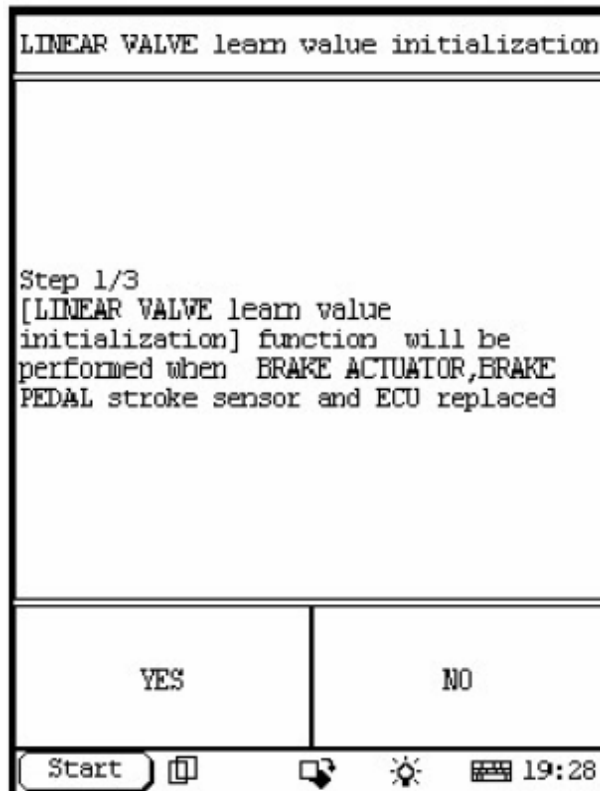 LINEAR VALVE learn value initialization
Step 1/3
[LINEAR VALVE learn value
initialization] function will be
performed when BRAKE ACTUATOR,BRAKE
PEDAL stroke sensor and ECU replaced
YES
NO
Start
19:28